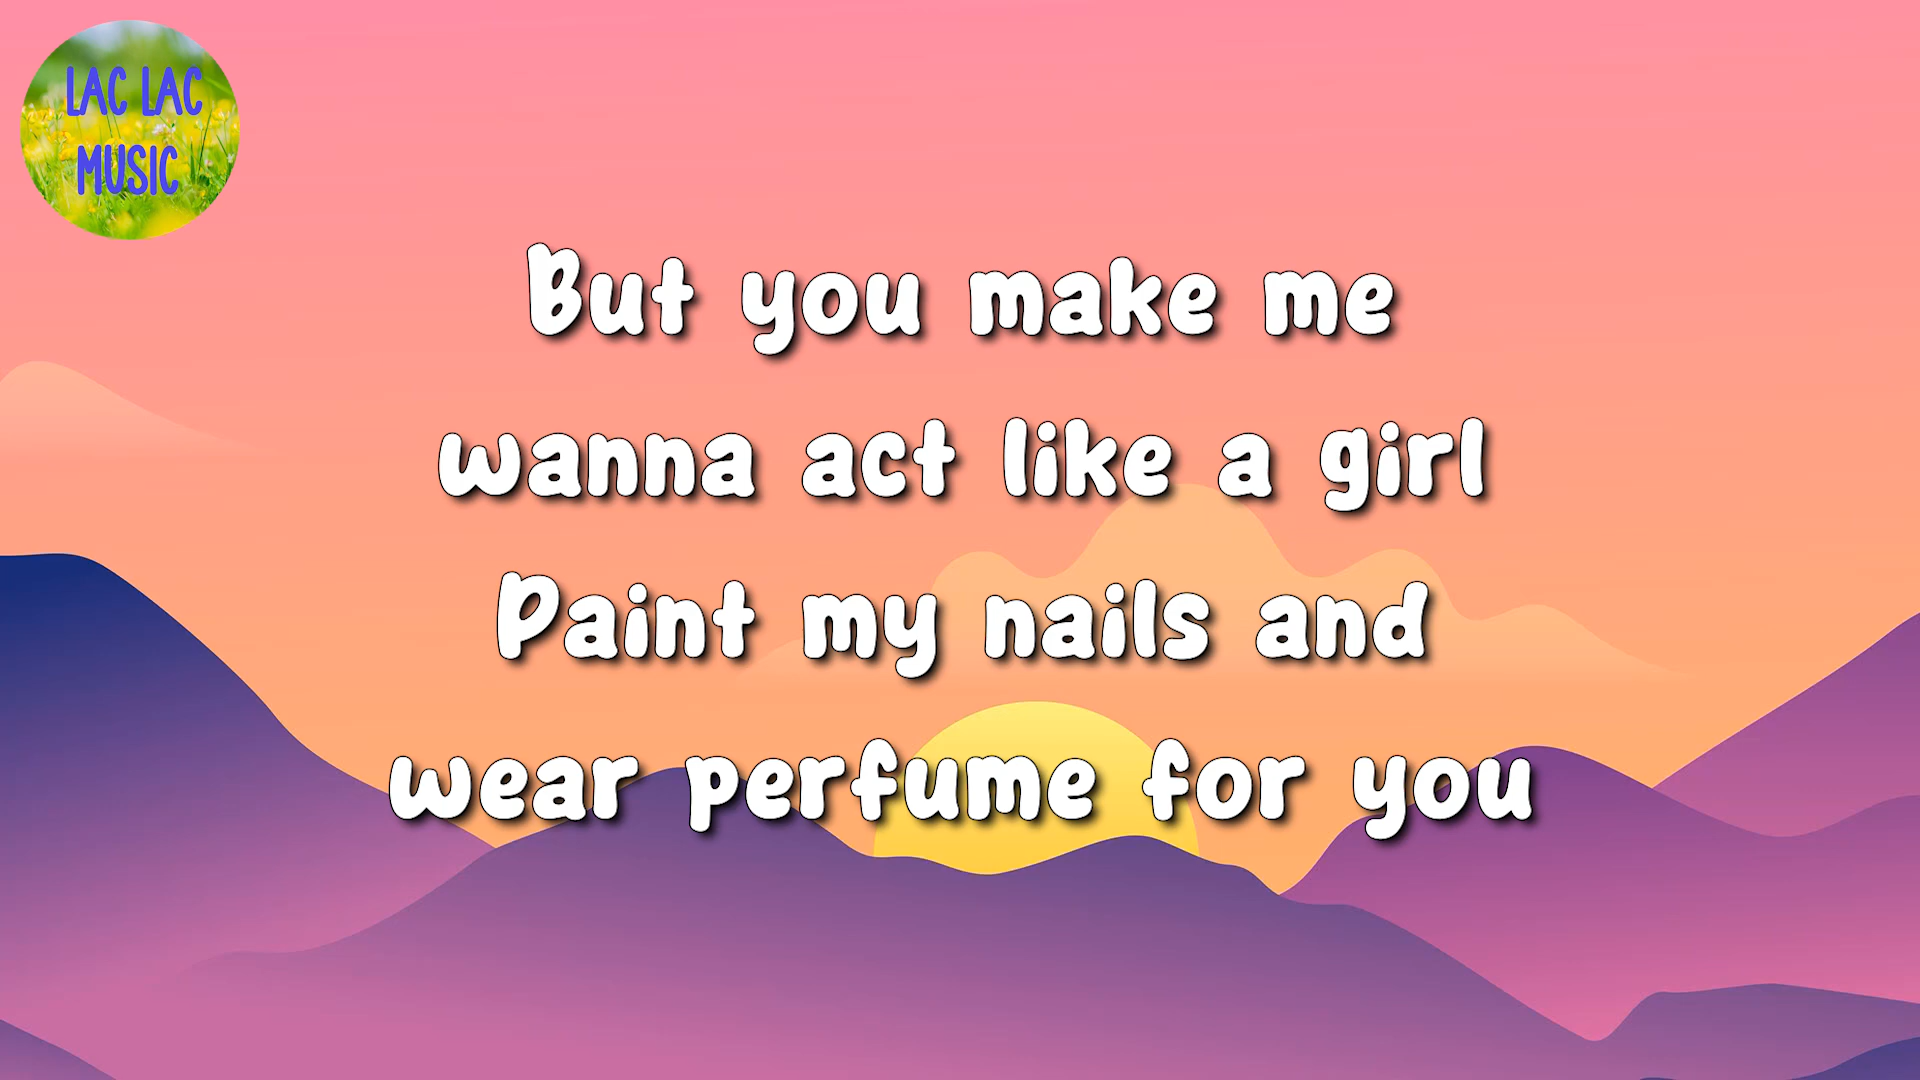 LAC LAC
MUSIC
But you make me
wanna act like a girl
Paint my nails and
wear perfume for you